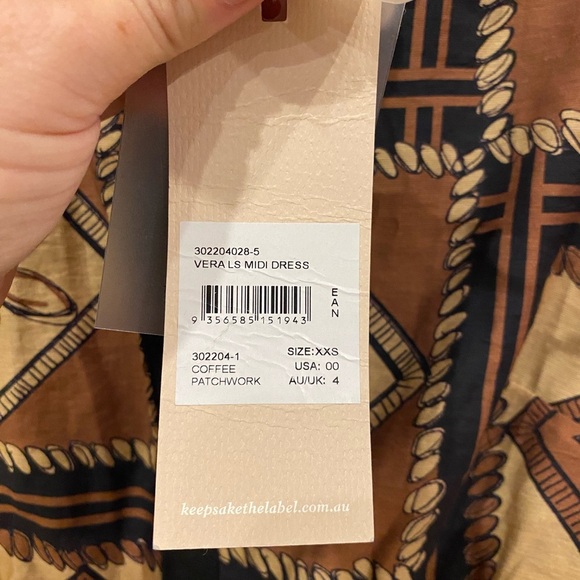 302204028-5
VERA LS MIDI DRESS
EAN
9 356585 151943
302204-1 SIZE:XXS
COFFEE USA: 00
PATCHWORK AU/UK: 4
keepsakethelabel.com.au